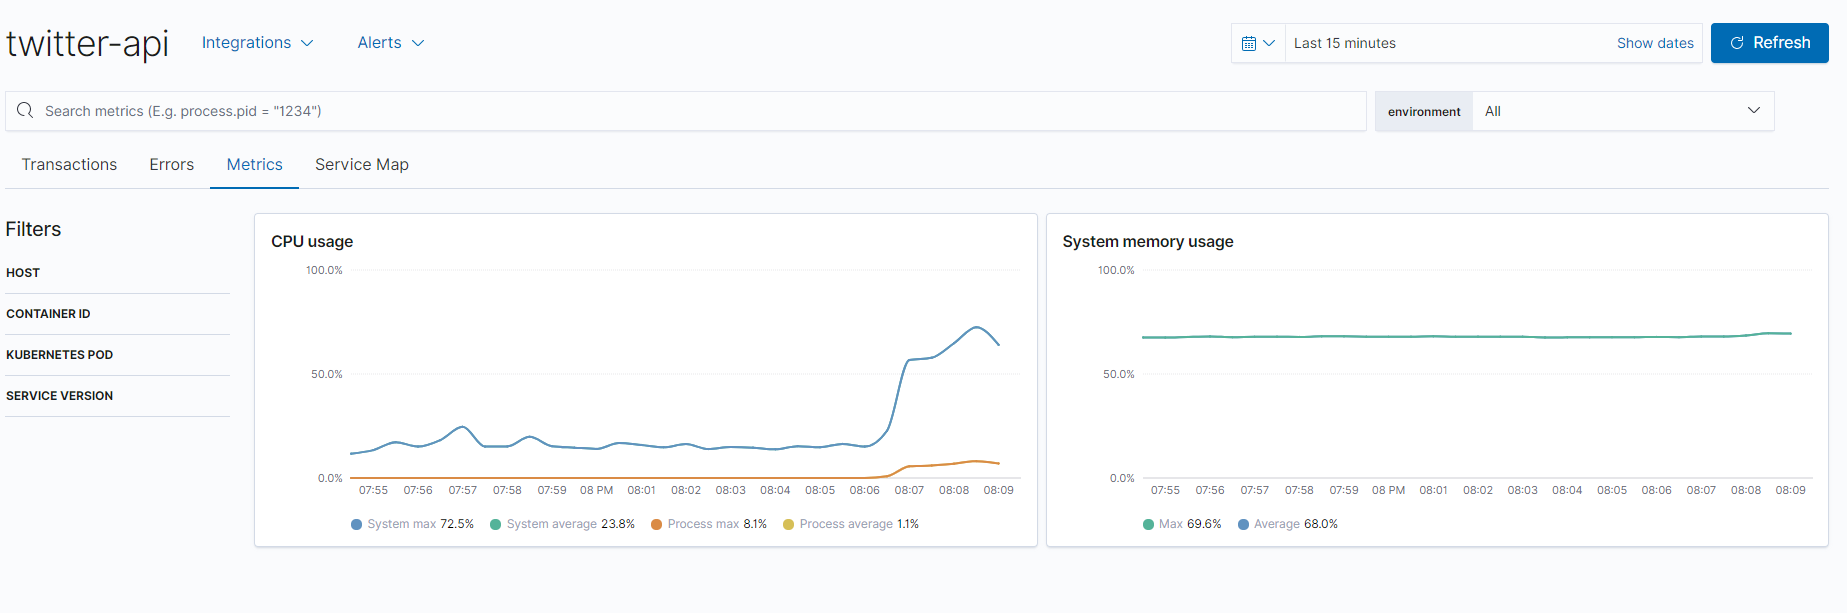 twitter-api Integrations Alerts Last 15 minutes Show dates Refresh
Search metrics (E.g. process.pid = "1234") environment All
Transactions Errors Metrics Service Map
Filters
HOST
CONTAINER ID
KUBERNETES POD
SERVICE VERSION
CPU usage
100.0%
50.0%
0.0%
07:55 07:56 07:57 07:58 07:59 08 PM 08:01 08:02 08:03 08:04 08:05 08:06 08:07 08:08 08:09
System max 72.5% System average 23.8% Process max 8.1% Process average 1.1%
System memory usage
100.0%
50.0%
0.0%
07:55 07:56 07:57 07:58 07:59 08 PM 08:01 08:02 08:03 08:04 08:05 08:06 08:07 08:08 08:09
Max 69.6% Average 68.0%